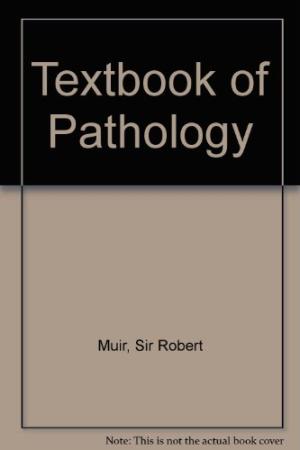 Textbook of
Pathology
Muir, Sir Robert
Note: This is not the actual book cover